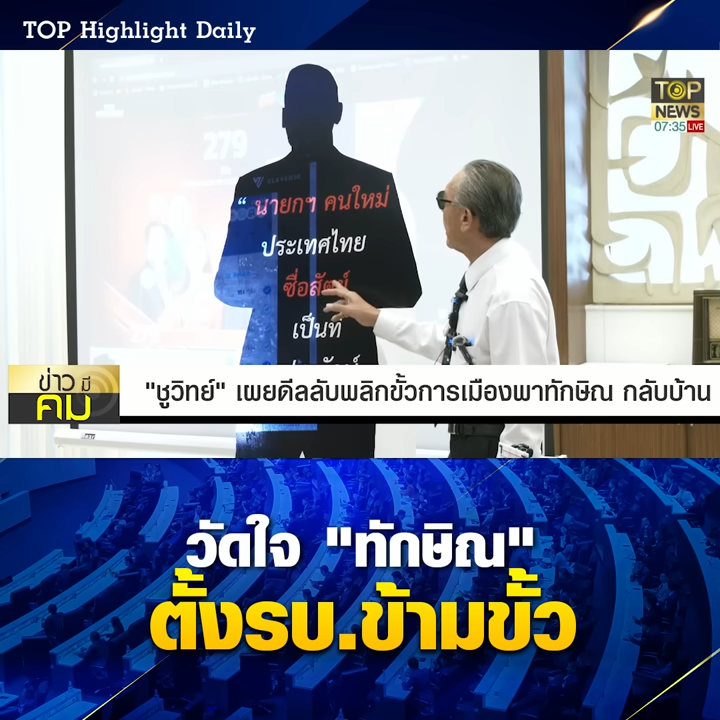 TOP Highlight Daily
TOP
NEWS
07:35 LIVE
279
CLEVERSE
“ นายกฯ คนใหม่
ประเทศไทย
ซื่อสัตย์
เป็นที่
ข่าวมีคม
"ชูวิทย์" เผยดีลลับพลิกขั้วการเมืองพาทักษิณ กลับบ้าน
วัดใจ "ทักษิณ"
ตั้งรบ.ข้ามขั้ว